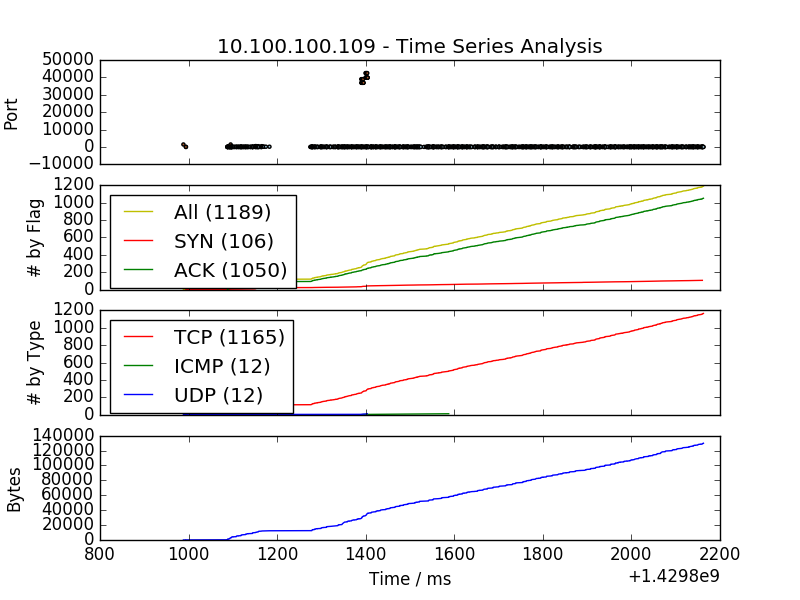 10.100.100.109 - Time Series Analysis
Port
50000
40000
30000
20000
10000
0
−10000
# by Flag
1200
1000
800
600
400
200
0
All (1189)
SYN (106)
ACK (1050)
# by Type
1200
1000
800
600
400
200
0
TCP (1165)
ICMP (12)
UDP (12)
Bytes
140000
120000
100000
80000
60000
40000
20000
0
800 1000 1200 1400 1600 1800 2000 2200
Time / ms
+1.4298e9